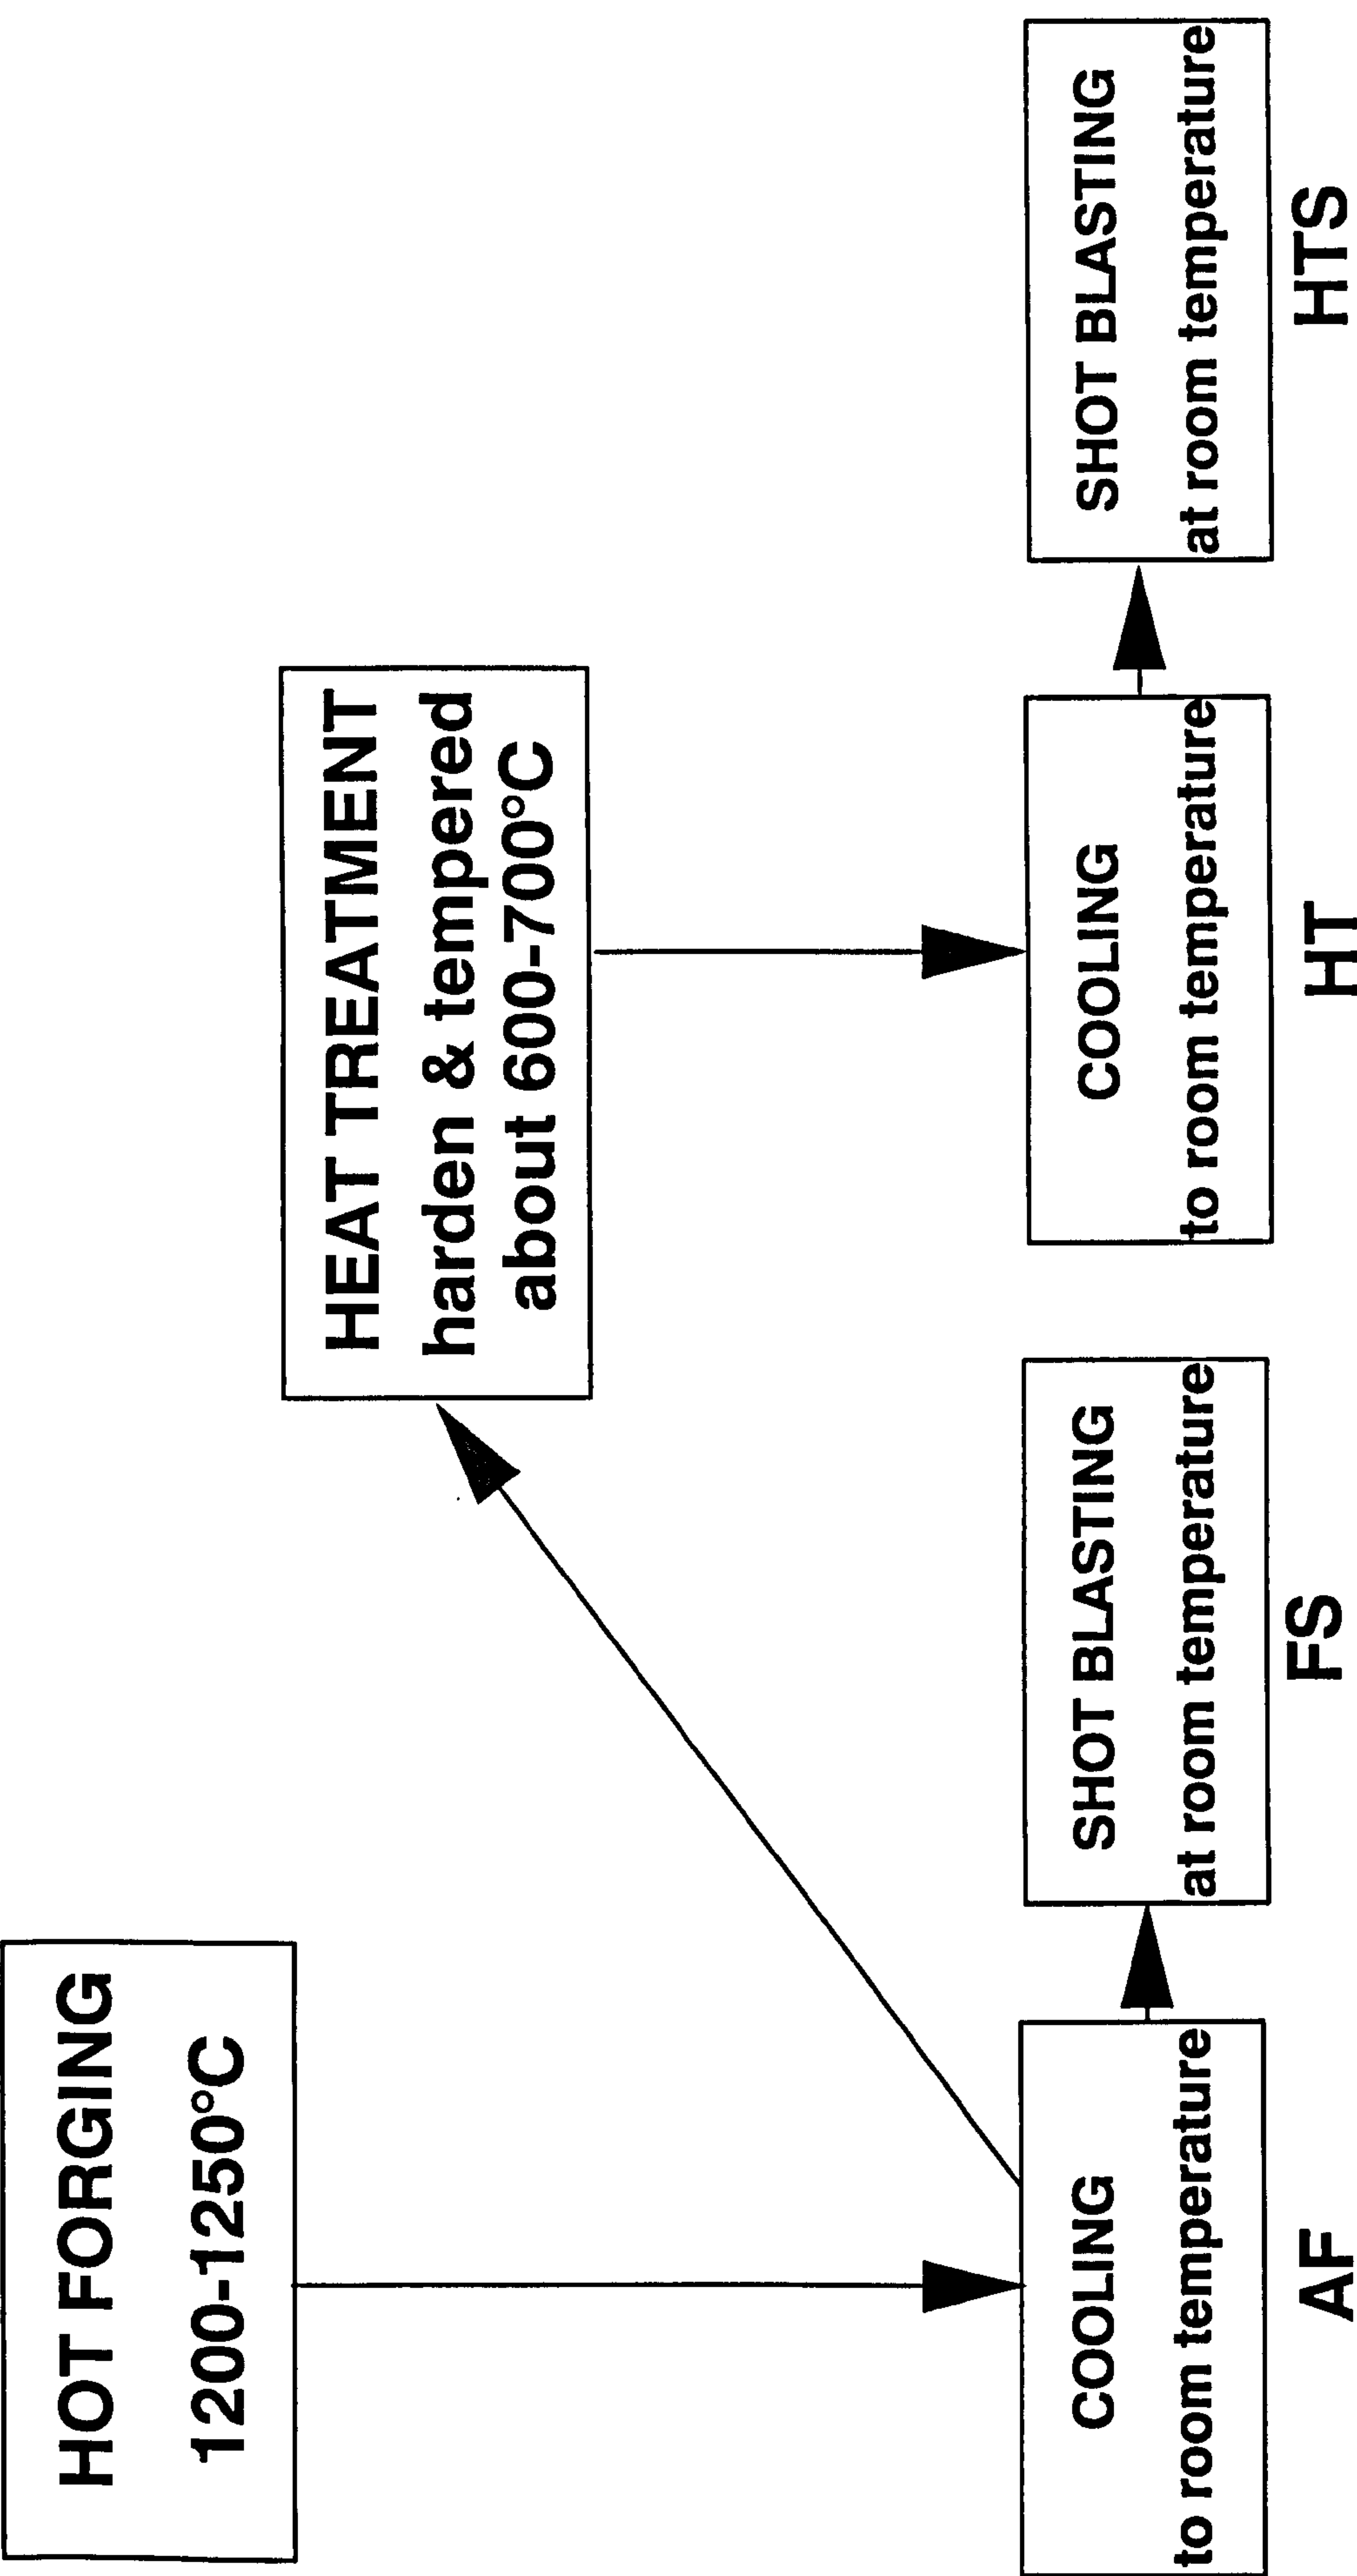 HOT FORGING
1200-1250°C
HEAT TREATMENT
harden & tempered
about 600-700°C
COOLING
to room temperature
AF
SHOT BLASTING
at room temperature
FS
COOLING
to room temperature
HT
SHOT BLASTING
at room temperature
HTS